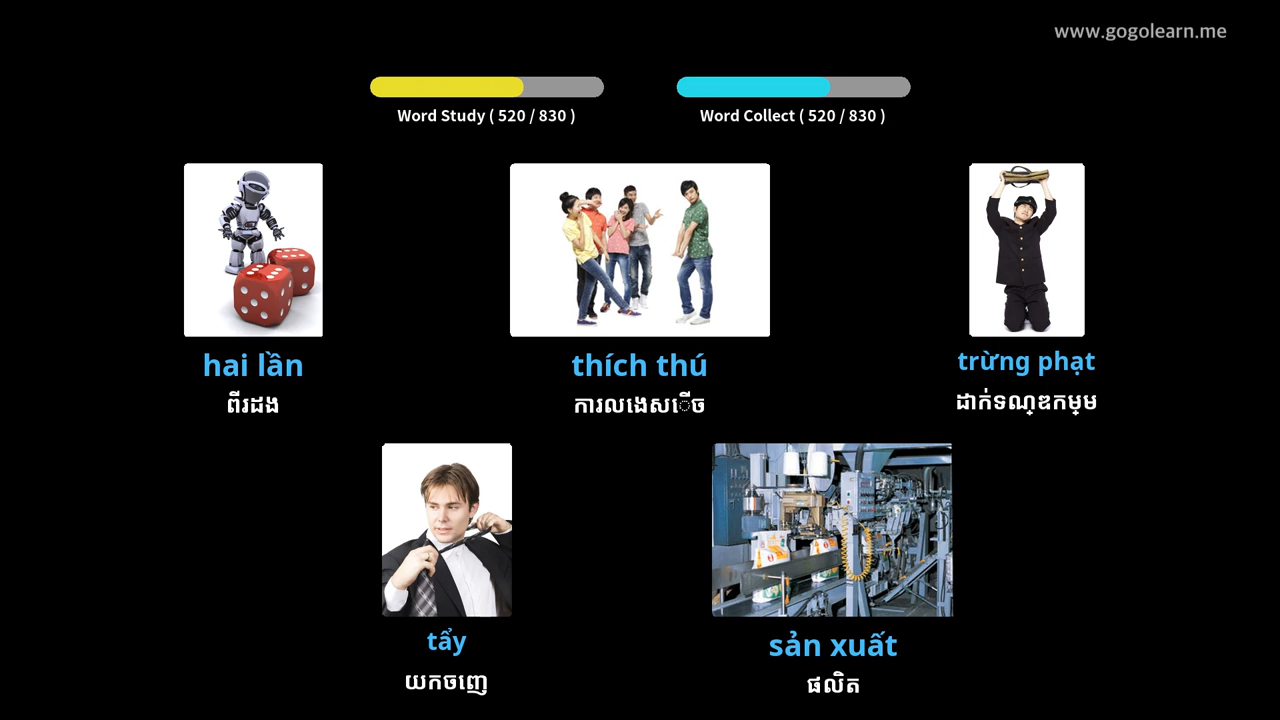 www.gogolearn.me
Word Study ( 520 / 830 )
Word Collect ( 520 / 830 )
hai lần
ពីរដង
thích thú
ការលងេសើច
trừng phạt
ដាក់ទណ្ឌកម្ម
tẩy
យកចញេ
sản xuất
ផលិត